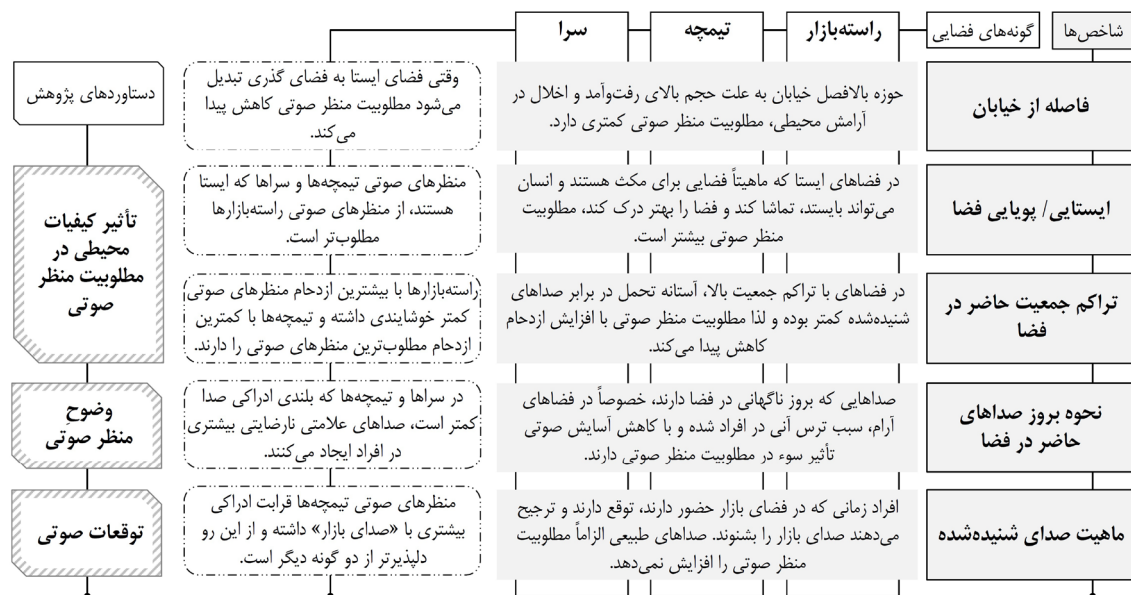 شاخص‌ها
گونه‌های فضایی
راسته‌بازار
تیمچه
سرا
دستاوردهای پژوهش
فاصله از خیابان
حوزه بالافصل خیابان به علت حجم بالای رفت‌وآمد و اخلال در
آرامش محیطی، مطلوبیت منظر صوتی کمتری دارد.
وقتی فضای ایستا به فضای گذری تبدیل
می‌شود مطلوبیت منظر صوتی کاهش پیدا
می‌کند.
ایستایی/ پویایی فضا
در فضاهای ایستا که ماهیتاً فضایی برای مکث هستند و انسان
می‌تواند بایستد، تماشا کند و فضا را بهتر درک کند، مطلوبیت
منظر صوتی بیشتر است.
منظرهای صوتی تیمچه‌ها و سراها که ایستا
هستند، از منظرهای صوتی راسته‌بازارها
مطلوب‌تر است.
تأثیر کیفیات
محیطی در
مطلوبیت منظر
صوتی
تراکم جمعیت حاضر در
فضا
در فضاهای با تراکم جمعیت بالا، آستانه تحمل در برابر صداهای
شنیده‌شده کمتر بوده و لذا مطلوبیت منظر صوتی با افزایش ازدحام
کاهش پیدا می‌کند.
راسته‌بازارها با بیشترین ازدحام منظرهای صوتی
کمتر خوشایندی داشته و تیمچه‌ها با کمترین
ازدحام مطلوب‌ترین منظرهای صوتی را دارند.
نحوه بروز صداهای
حاضر در فضا
صداهایی که بروز ناگهانی در فضا دارند، خصوصاً در فضاهای
آرام، سبب ترس آنی در افراد شده و با کاهش آسایش صوتی
تأثیر سوء در مطلوبیت منظر صوتی دارند.
در سراها و تیمچه‌ها که بلندی ادراکی صدا
کمتر است، صداهای علامتی نارضایتی بیشتری
در افراد ایجاد می‌کنند.
وضوحِ
منظر صوتی
ماهیت صدای شنیده‌شده
افراد زمانی که در فضای بازار حضور دارند، توقع دارند و ترجیح
می‌دهند صدای بازار را بشنوند. صداهای طبیعی الزاماً مطلوبیت
منظر صوتی را افزایش نمی‌دهد.
منظرهای صوتی تیمچه‌ها قرابت ادراکی
بیشتری با «صدای بازار» داشته و از این رو
دلپذیرتر از دو گونه دیگر است.
توقعات صوتی